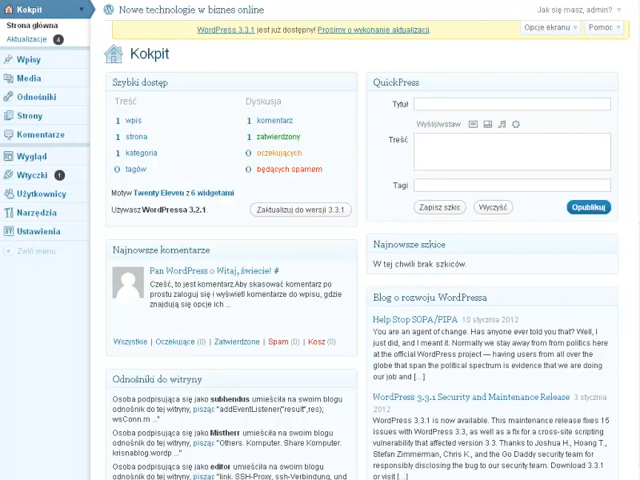 Kokpit
Strona główna
Aktualizacje 4
Wpisy
Media
Odnośniki
Strony
Komentarze
Wygląd
Wtyczki 1
Użytkownicy
Narzędzia
Ustawienia
Zwiń menu
Nowe technologie w biznes online
Jak się masz, admin?
WordPress 3.3.1 jest już dostępny! Prosimy o wykonanie aktualizacji.
Opcje ekranu
Pomoc
Kokpit
Szybki dostęp
Treść
Dyskusja
1 wpis
1 komentarz
1 strona
1 zatwierdzony
1 kategoria
0 oczekujących
0 tagów
0 będących spamem
Motyw Twenty Eleven z 6 widgetami
Używasz WordPressa 3.2.1.
Zaktualizuj do wersji 3.3.1
Najnowsze komentarze
Pan WordPress o Witaj, świecie! #
Cześć, to jest komentarz.Aby skasować komentarz po
prostu zaloguj się i wyświetl komentarze do wpisu, gdzie
znajdują się opcje ich ...
Wszystkie | Oczekujące (0) | Zatwierdzone | Spam (0) | Kosz (0)
Odnośniki do witryny
Osoba podpisująca się jako subhendus umieściła na swoim blogu
odnośnik do tej witryny, pisząc "addEventListener("result",res);
wsConn.m ..."
Osoba podpisująca się jako Mistherr umieściła na swoim blogu
odnośnik do tej witryny, pisząc "Others. Komputer. Share Komputer.
krisnablog.wordp ..."
Osoba podpisująca się jako editor umieściła na swoim blogu
odnośnik do tej witryny, pisząc "link. SSH-Proxy, ssh-Verbindung, und
QuickPress
Tytuł
Wyślij/wstaw
Treść
Tagi
Zapisz szkic
Wyczyść
Opublikuj
Najnowsze szkice
W tej chwili brak szkiców.
Blog o rozwoju WordPressa
Help Stop SOPA/PIPA 10 stycznia 2012
You are an agent of change. Has anyone ever told you that? Well, I
just did, and I meant it. Normally we stay away from from politics here
at the official WordPress project — having users from all over the
globe that span the political spectrum is evidence that we are doing
our job and [...]
WordPress 3.3.1 Security and Maintenance Release 3 stycznia
2012
WordPress 3.3.1 is now available. This maintenance release fixes 15
issues with WordPress 3.3, as well as a fix for a cross-site scripting
vulnerability that affected version 3.3. Thanks to Joshua H., Hoang T.,
Stefan Zimmerman, Chris K., and the Go Daddy security team for
responsibly disclosing the bug to our security team. Download 3.3.1
or visit [...]